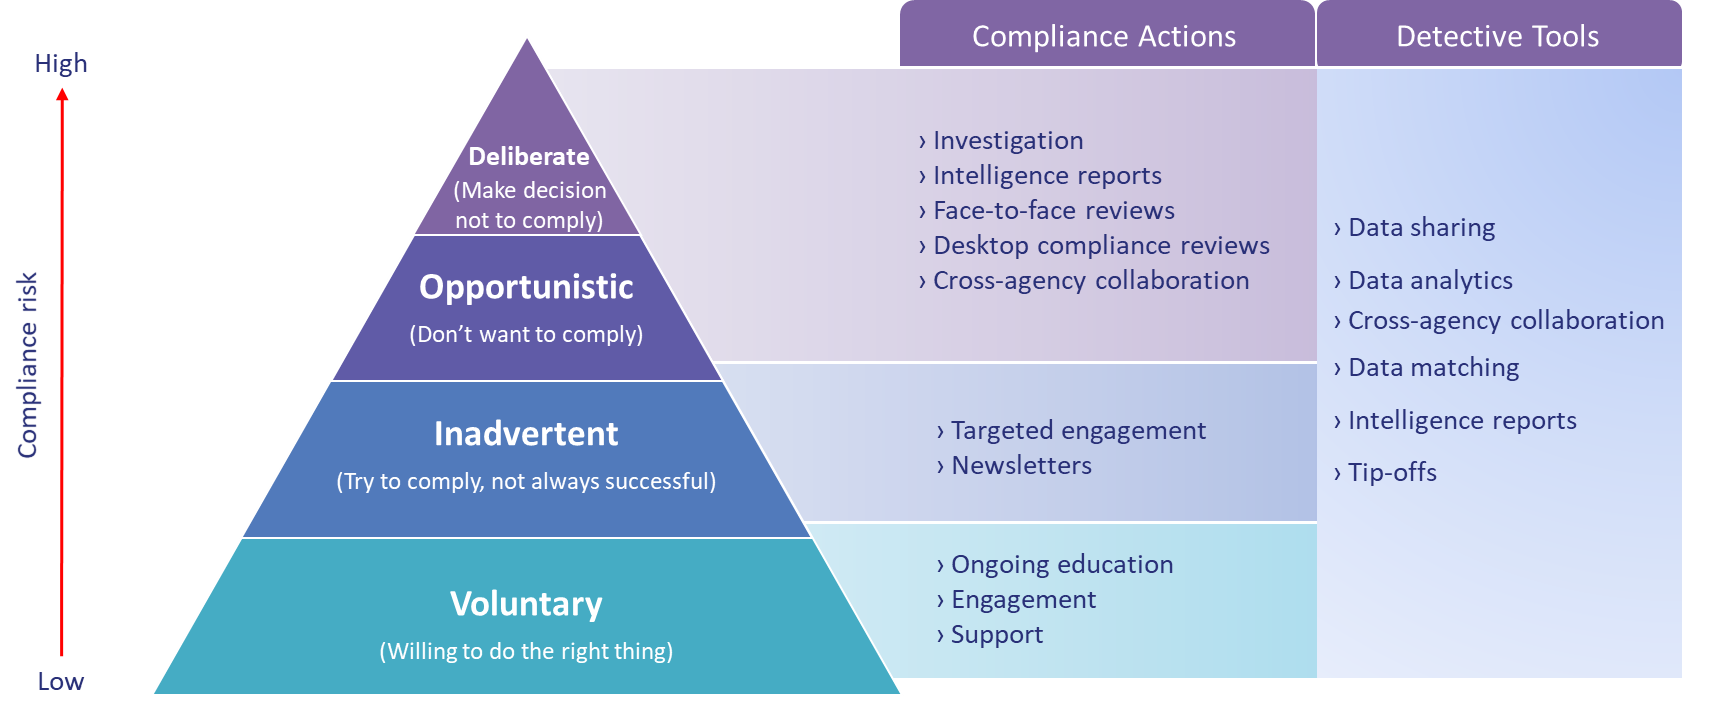 Compliance Actions
Detective Tools
High
Compliance risk
Low
Deliberate
(Make decision
not to comply)
Opportunistic
(Don’t want to comply)
Inadvertent
(Try to comply, not always successful)
Voluntary
(Willing to do the right thing)
› Investigation
› Intelligence reports
› Face-to-face reviews
› Desktop compliance reviews
› Cross-agency collaboration
› Targeted engagement
› Newsletters
› Ongoing education
› Engagement
› Support
› Data sharing
› Data analytics
› Cross-agency collaboration
› Data matching
› Intelligence reports
› Tip-offs